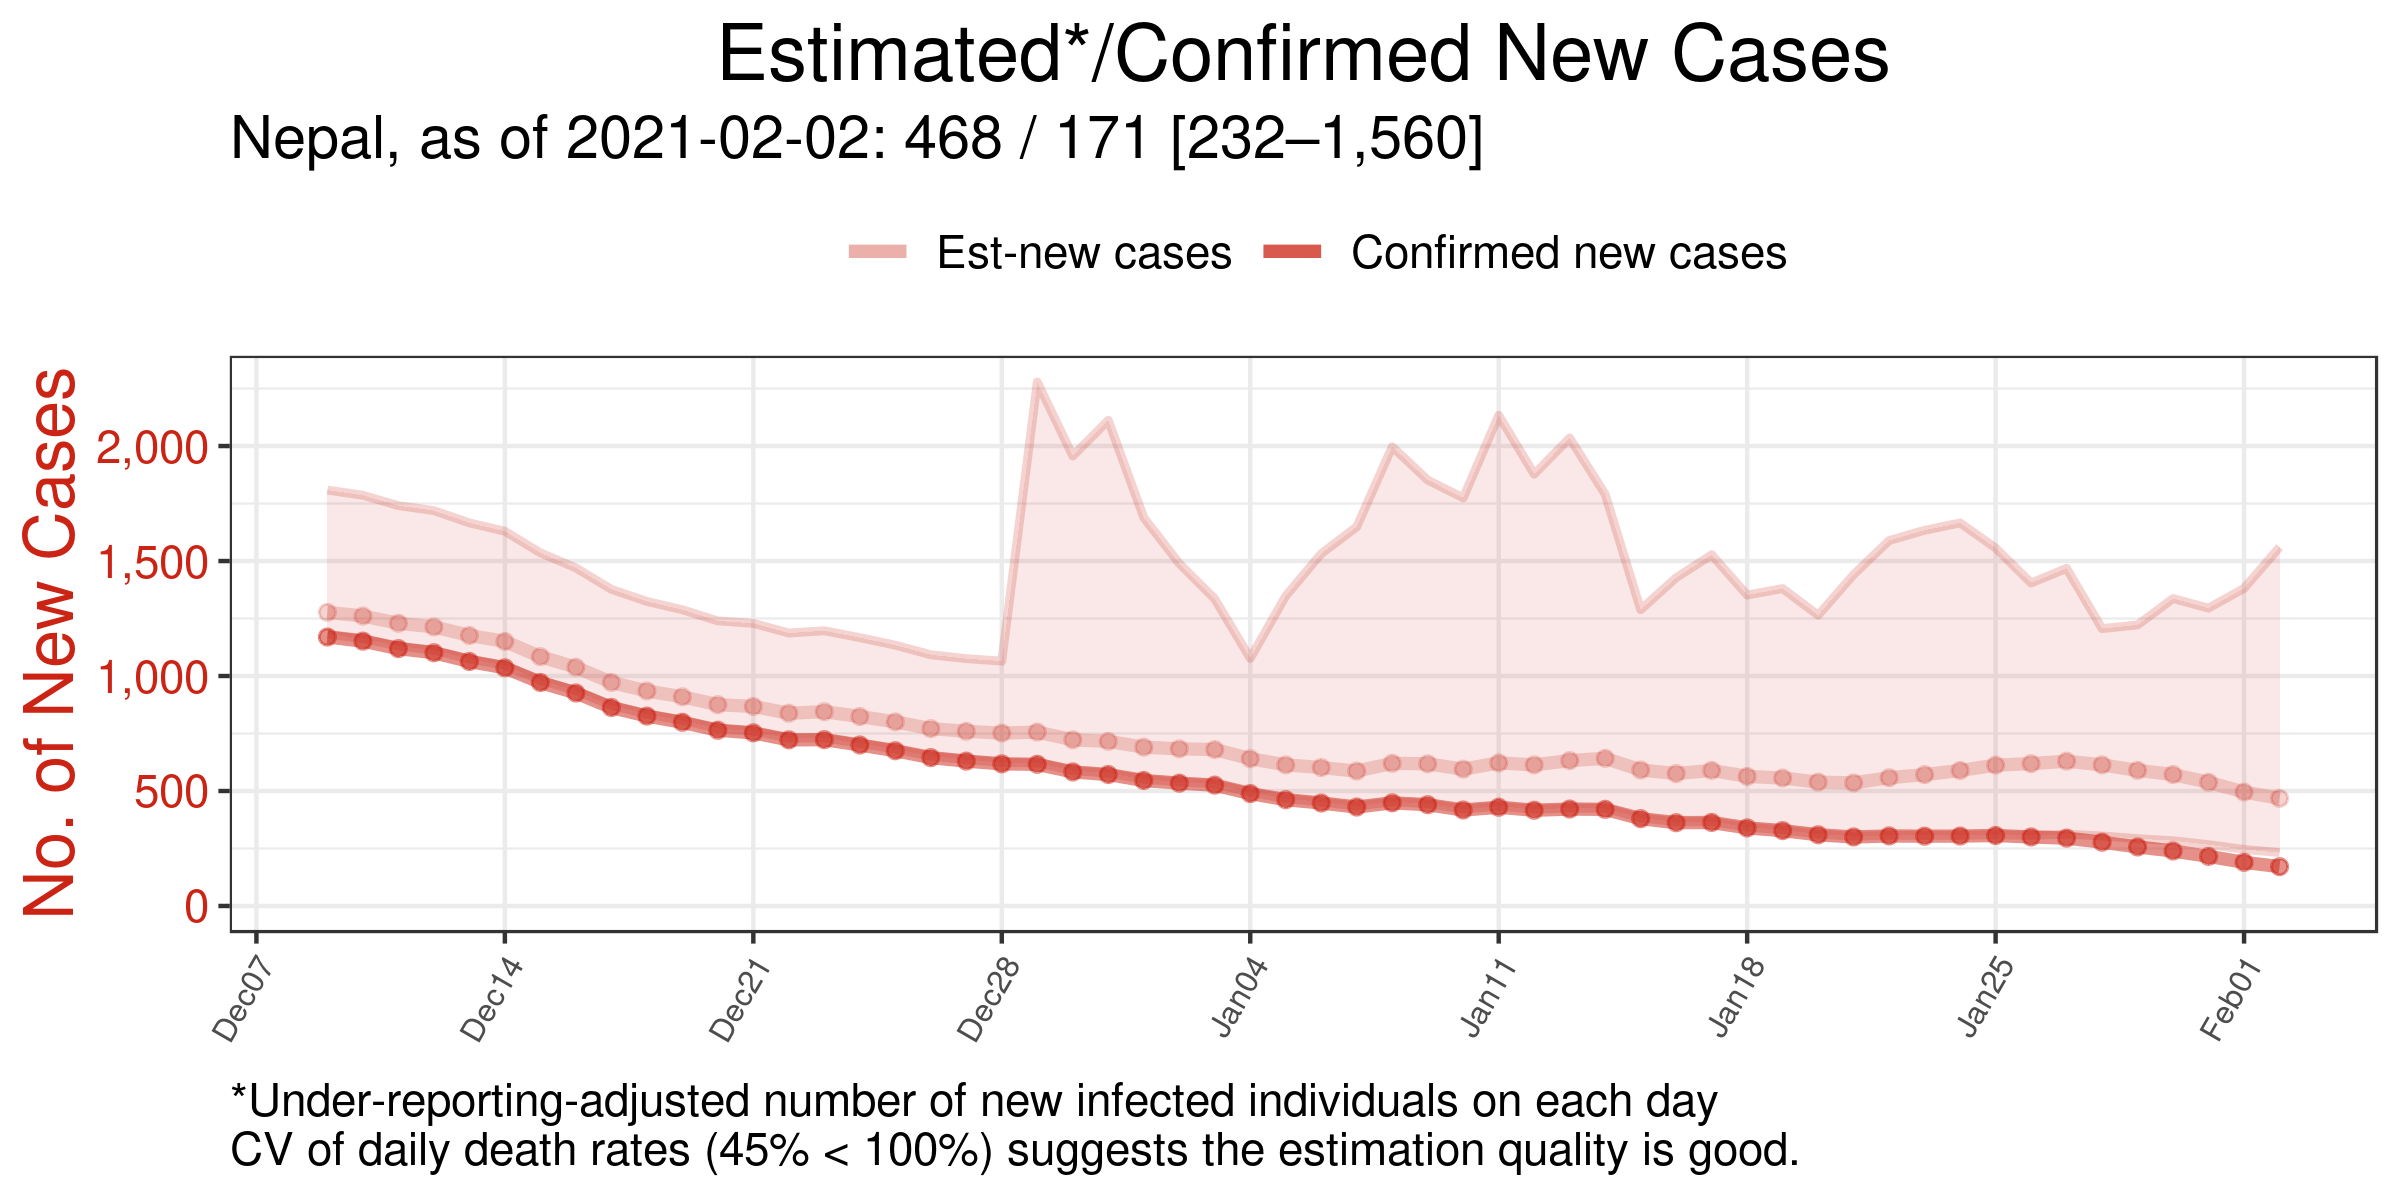 Estimated*/Confirmed New Cases
Nepal, as of 2021-02-02: 468 / 171 [232–1,560]
Est-new cases Confirmed new cases
No. of New Cases
2,000
1,500
1,000
500
0
Dec07 Dec14 Dec21 Dec28 Jan04 Jan11 Jan18 Jan25 Feb01
*Under-reporting-adjusted number of new infected individuals on each day
CV of daily death rates (45% < 100%) suggests the estimation quality is good.